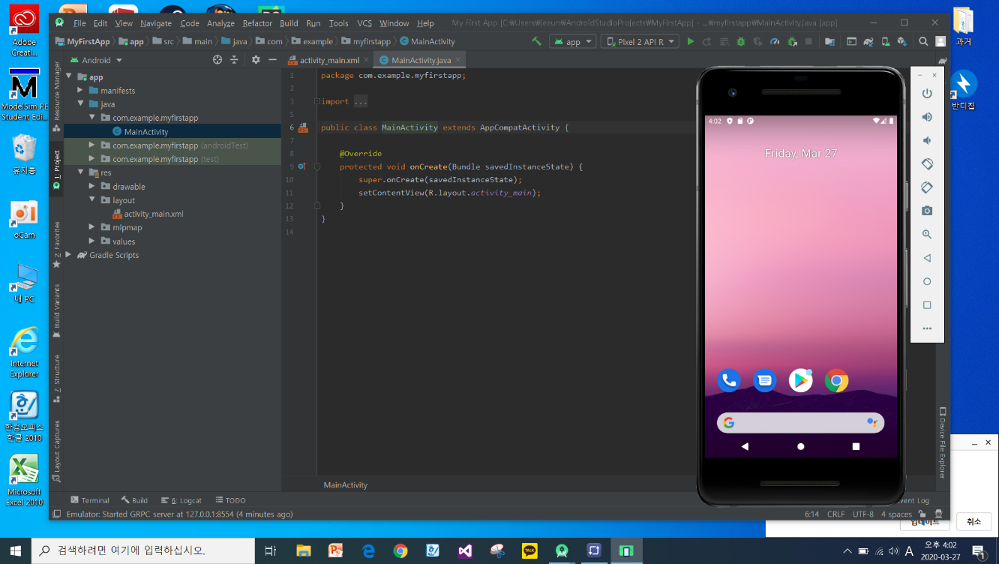 Adobe
Creati...
ModelSim PE
Student Edi...
휴지통
oCam
내 PC
Internet
Explorer
한컴오피스
한글 2010
Microsoft
Excel 2010
과거
반디집
File Edit View Navigate Code Analyze Refactor Build Run Tools VCS Window Help
My First App [C:₩Users₩jeeun₩AndroidStudioProjects₩MyFirstApp] - ...₩myfirstapp₩MainActivity.java [app]
MyFirstApp app src main java com example myfirstapp MainActivity
app Pixel 2 API R
Android
activity_main.xml MainActivity.java
Resource Manager
1: Project
2: Favorites
Build Variants
7: Structure
Layout Captures
app
manifests
java
com.example.myfirstapp
MainActivity
com.example.myfirstapp (androidTest)
com.example.myfirstapp (test)
res
drawable
layout
activity_main.xml
mipmap
values
Gradle Scripts
1 package com.example.myfirstapp;
2
3 import ...
5
6 public class MainActivity extends AppCompatActivity {
7
8 @Override
9 protected void onCreate(Bundle savedInstanceState) {
10 super.onCreate(savedInstanceState);
11 setContentView(R.layout.activity_main);
12 }
13 }
14
MainActivity
4:02
Friday, Mar 27
Device File Explorer
Terminal Build 6: Logcat TODO
Event Log
Emulator: Started GRPC server at 127.0.0.1:8554 (4 minutes ago)
6:14 CRLF UTF-8 4 spaces
업데이트 취소
검색하려면 여기에 입력하십시오.
TALK
A
오후 4:02
2020-03-27
1